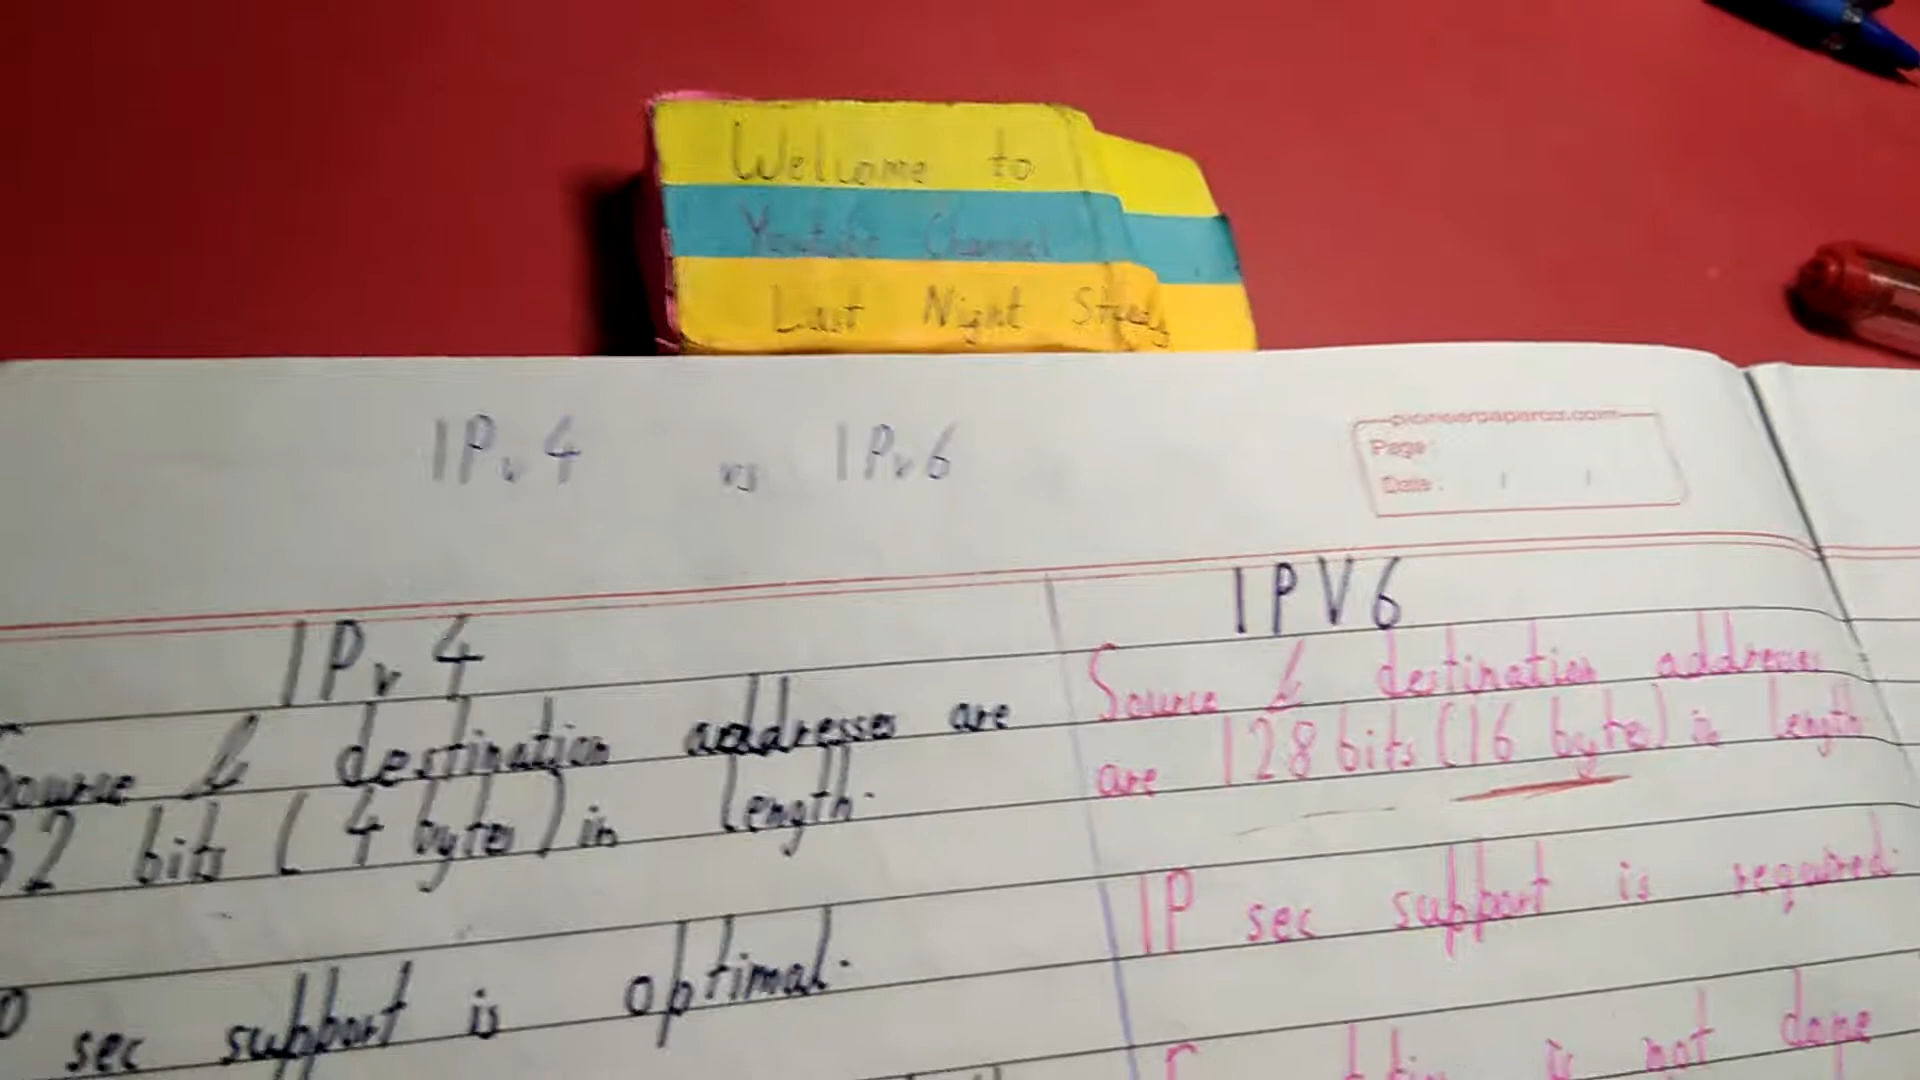 Welcome to
Youtube Channel
Last Night Study
IPv4 vs IPv6
pioneerpaperco.com
Page :
Date : / /
IPv4
Source & destination addresses are
32 bits (4 bytes) in length.
sec support is optimal.
IPV6
Source & destination addresses
are 128 bits (16 bytes) in length
IP sec support is required.
is not done